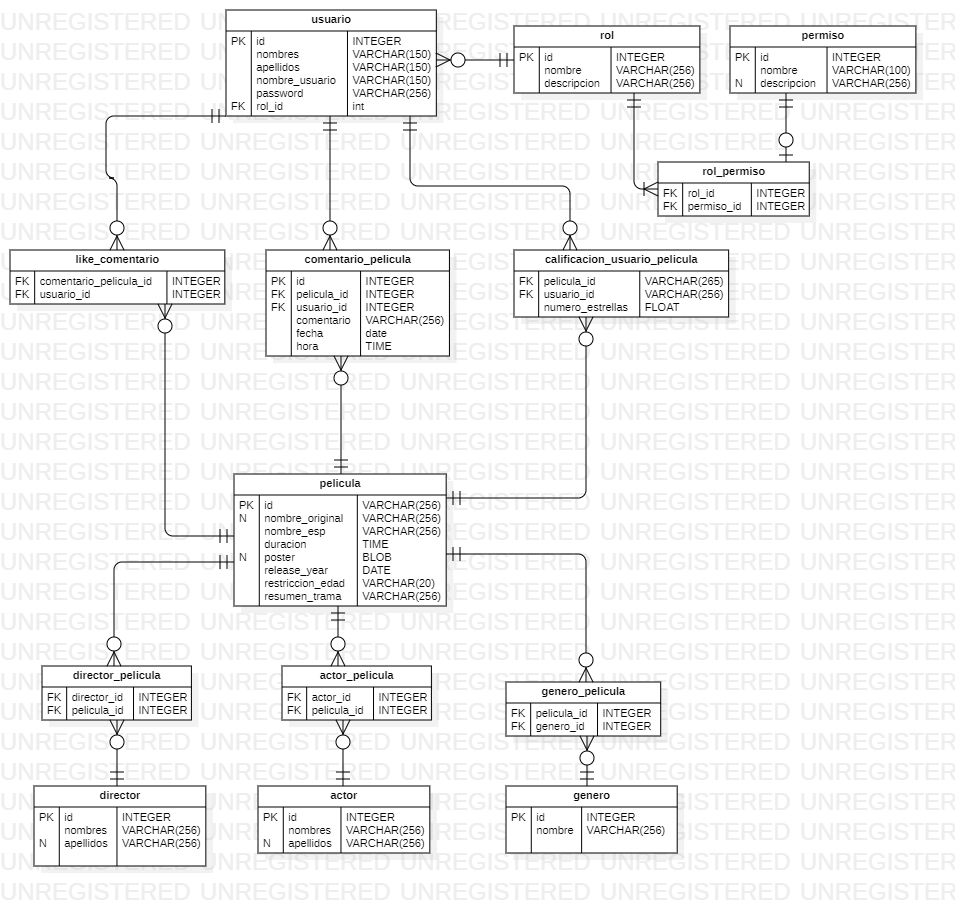 usuario
PK id INTEGER
nombres VARCHAR(150)
apellidos VARCHAR(150)
nombre_usuario VARCHAR(150)
password VARCHAR(256)
FK rol_id int
rol
PK id INTEGER
nombre VARCHAR(256)
descripcion VARCHAR(256)
permiso
PK id INTEGER
nombre VARCHAR(100)
N descripcion VARCHAR(256)
rol_permiso
FK rol_id INTEGER
FK permiso_id INTEGER
like_comentario
FK comentario_pelicula_id INTEGER
FK usuario_id INTEGER
comentario_pelicula
PK id INTEGER
FK pelicula_id INTEGER
FK usuario_id INTEGER
comentario VARCHAR(256)
fecha date
hora TIME
calificacion_usuario_pelicula
FK pelicula_id VARCHAR(265)
FK usuario_id VARCHAR(256)
numero_estrellas FLOAT
pelicula
PK id VARCHAR(256)
N nombre_original VARCHAR(256)
nombre_esp VARCHAR(256)
duracion TIME
N poster BLOB
release_year DATE
restriccion_edad VARCHAR(20)
resumen_trama VARCHAR(256)
director_pelicula
FK director_id INTEGER
FK pelicula_id INTEGER
actor_pelicula
FK actor_id INTEGER
FK pelicula_id INTEGER
genero_pelicula
FK pelicula_id INTEGER
FK genero_id INTEGER
director
PK id INTEGER
nombres VARCHAR(256)
N apellidos VARCHAR(256)
actor
PK id INTEGER
nombres VARCHAR(256)
N apellidos VARCHAR(256)
genero
PK id INTEGER
nombre VARCHAR(256)
UNREGISTERED